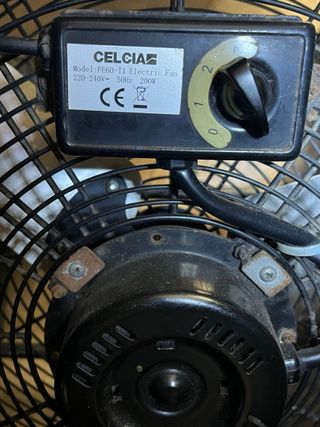 CELCIA
Model:FE60-T1 Electric Fan
220-240V~ 50Hz 200W
CE
0 1 2